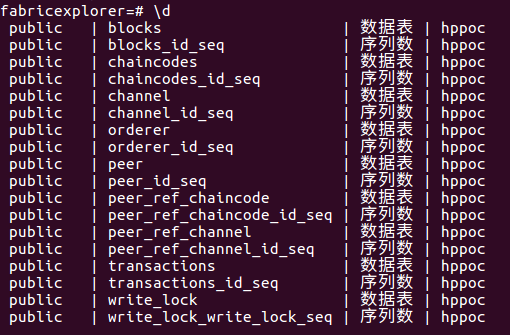 fabricexplorer=# \d
public | blocks | 数据表 | hppoc
public | blocks_id_seq | 序列数 | hppoc
public | chaincodes | 数据表 | hppoc
public | chaincodes_id_seq | 序列数 | hppoc
public | channel | 数据表 | hppoc
public | channel_id_seq | 序列数 | hppoc
public | orderer | 数据表 | hppoc
public | orderer_id_seq | 序列数 | hppoc
public | peer | 数据表 | hppoc
public | peer_id_seq | 序列数 | hppoc
public | peer_ref_chaincode | 数据表 | hppoc
public | peer_ref_chaincode_id_seq | 序列数 | hppoc
public | peer_ref_channel | 数据表 | hppoc
public | peer_ref_channel_id_seq | 序列数 | hppoc
public | transactions | 数据表 | hppoc
public | transactions_id_seq | 序列数 | hppoc
public | write_lock | 数据表 | hppoc
public | write_lock_write_lock_seq | 序列数 | hppoc